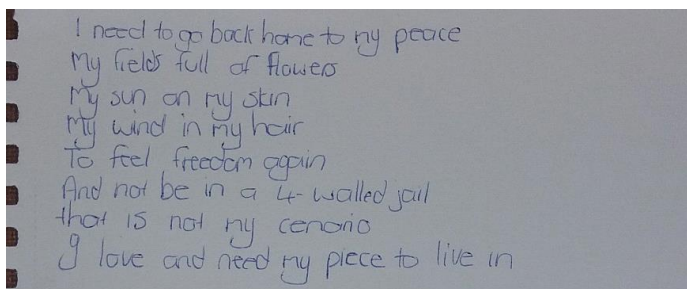 I need to go back home to my peace
My fields full of flowers
My sun on my skin
My wind in my hair
To feel freedom again
And not be in a 4-walled jail
that is not my cenario
I love and need my piece to live in